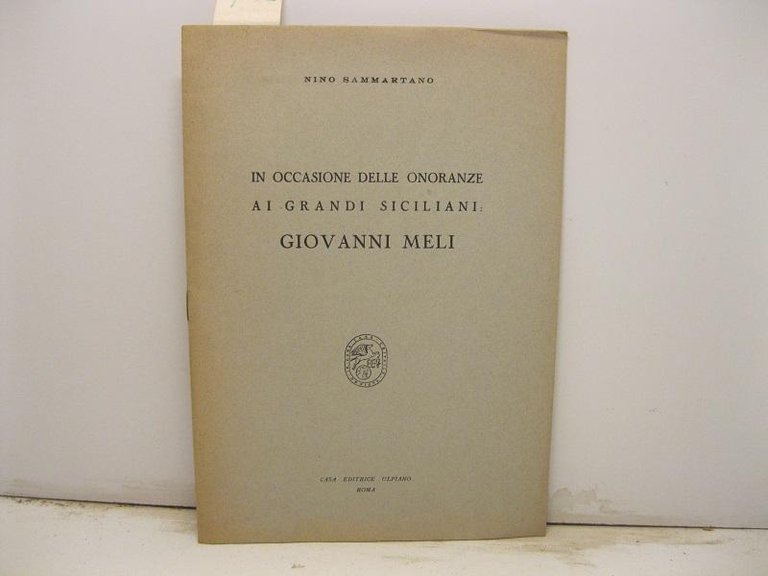 NINO SAMMARTANO
IN OCCASIONE DELLE ONORANZE
AI GRANDI SICILIANI:
GIOVANNI MELI
CASA EDITRICE ULPIANO
ROMA